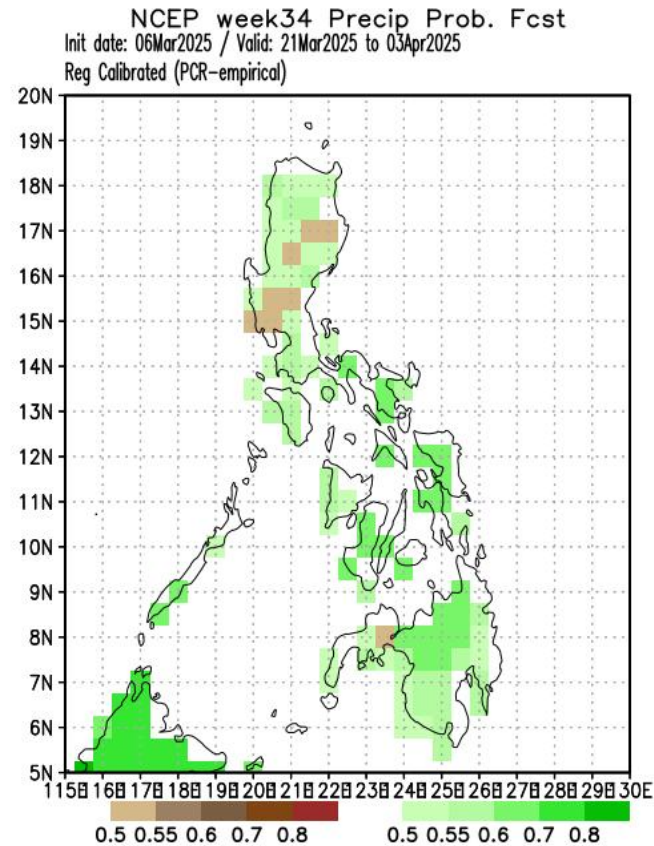 NCEP week34 Precip Prob. Fcst
Init date: 06Mar2025 / Valid: 21Mar2025 to 03Apr2025
Reg Calibrated (PCR-empirical)
20N
19N
18N
17N
16N
15N
14N
13N
12N
11N
10N
9N
8N
7N
6N
5N
115E 116E 117E 118E 119E 120E 121E 122E 123E 124E 125E 126E 127E 128E 129E 130E
0.5 0.55 0.6 0.7 0.8 0.5 0.55 0.6 0.7 0.8